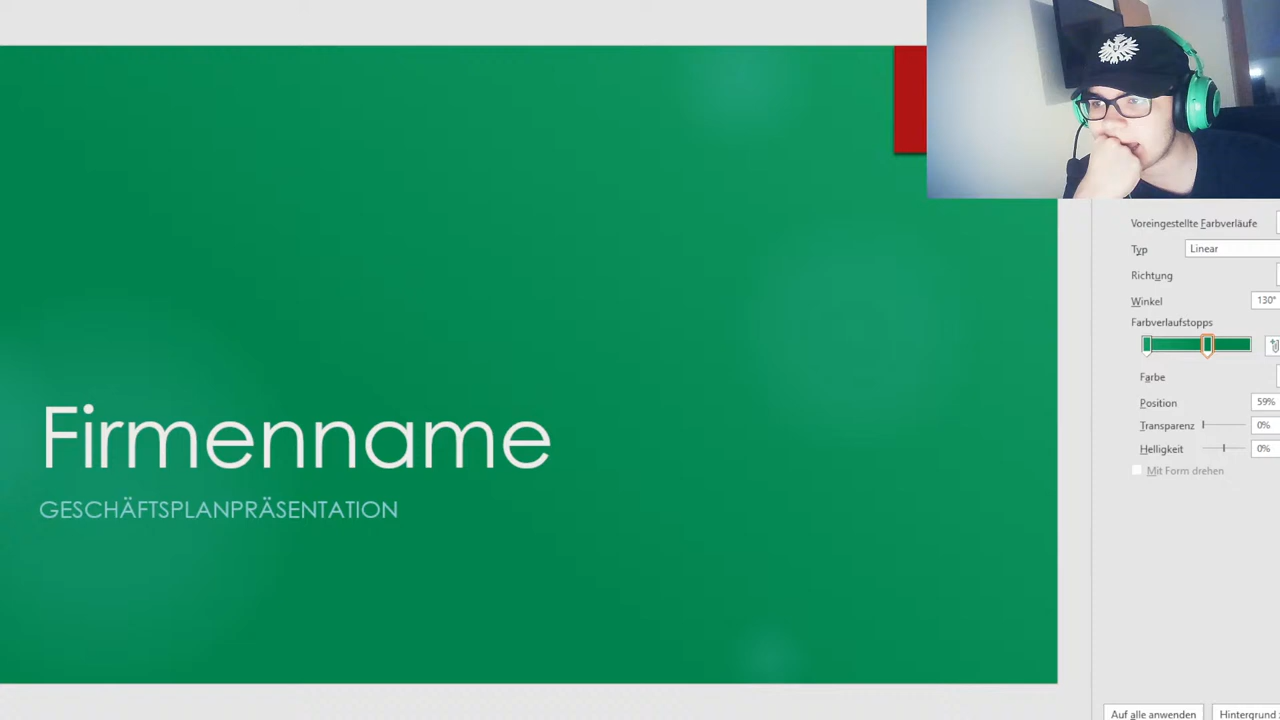 Firmenname
GESCHÄFTSPLANPRÄSENTATION
Voreingestellte Farbverläufe
Typ
Linear
Richtung
Winkel
130°
Farbverlaufstopps
Farbe
Position
59%
Transparenz
0%
Helligkeit
0%
Mit Form drehen
Auf alle anwenden
Hintergrund